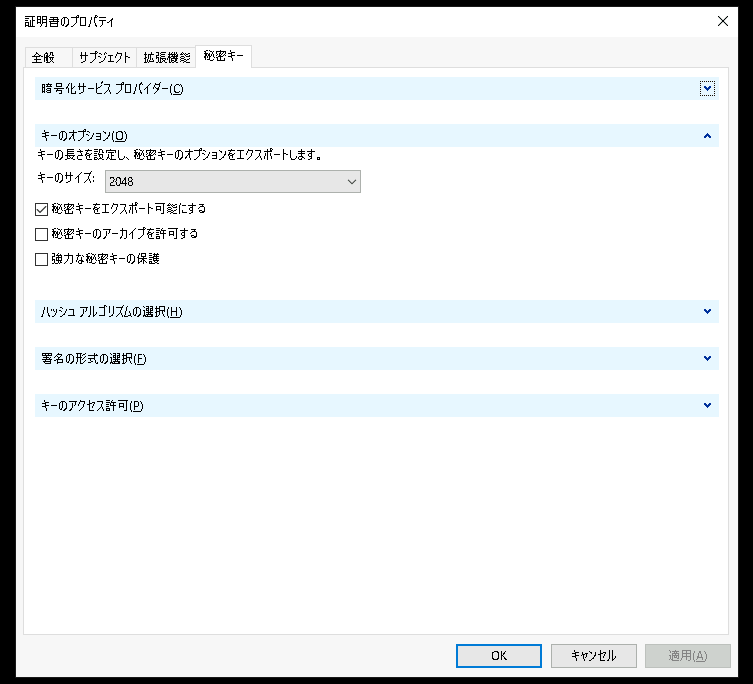 証明書のプロパティ
全般 サブジェクト 拡張機能 秘密キー
暗号化サービス プロバイダー(C)
キーのオプション(O)
キーの長さを設定し、秘密キーのオプションをエクスポートします。
キーのサイズ: 2048
秘密キーをエクスポート可能にする
秘密キーのアーカイブを許可する
強力な秘密キーの保護
ハッシュ アルゴリズムの選択(H)
署名の形式の選択(F)
キーのアクセス許可(P)
OK キャンセル 適用(A)